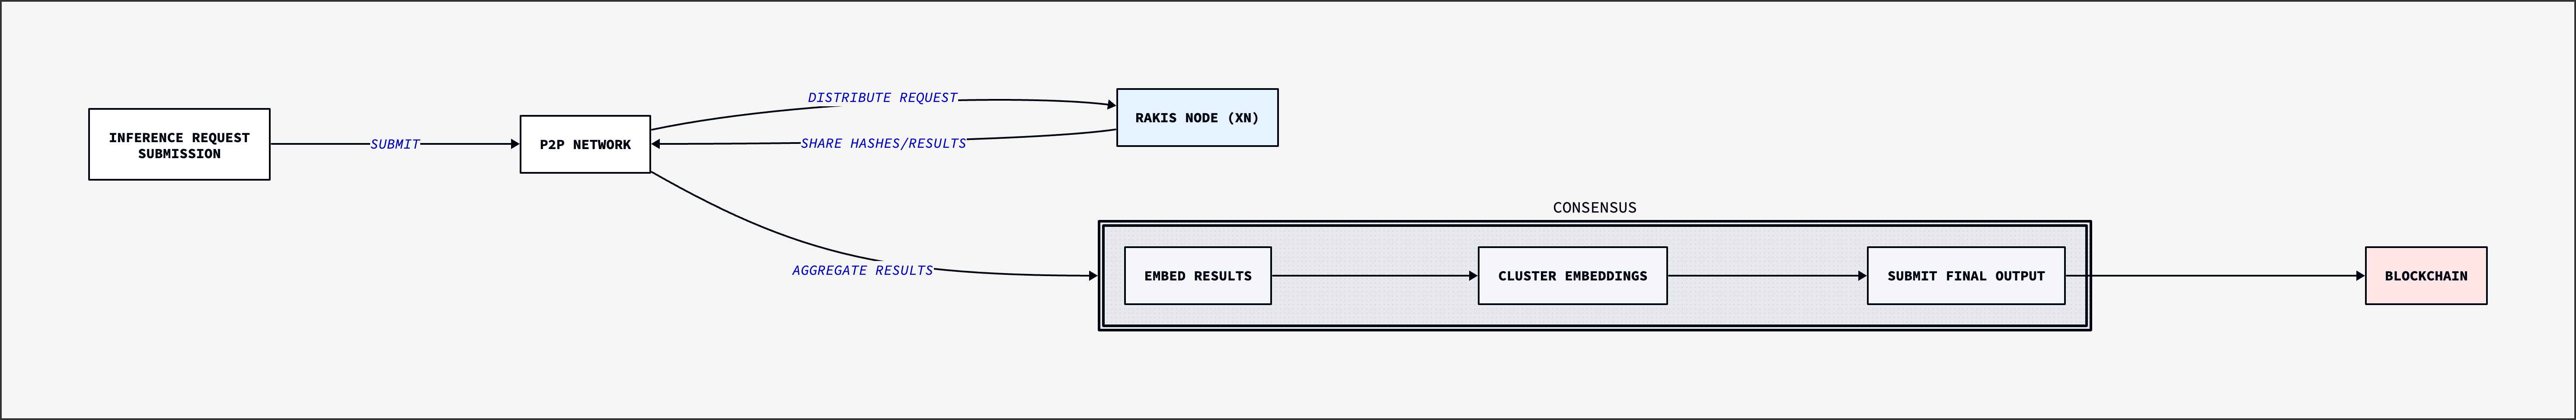 INFERENCE REQUEST
SUBMISSION
SUBMIT
P2P NETWORK
DISTRIBUTE REQUEST
SHARE HASHES/RESULTS
RAKIS NODE (XN)
AGGREGATE RESULTS
CONSENSUS
EMBED RESULTS
CLUSTER EMBEDDINGS
SUBMIT FINAL OUTPUT
BLOCKCHAIN